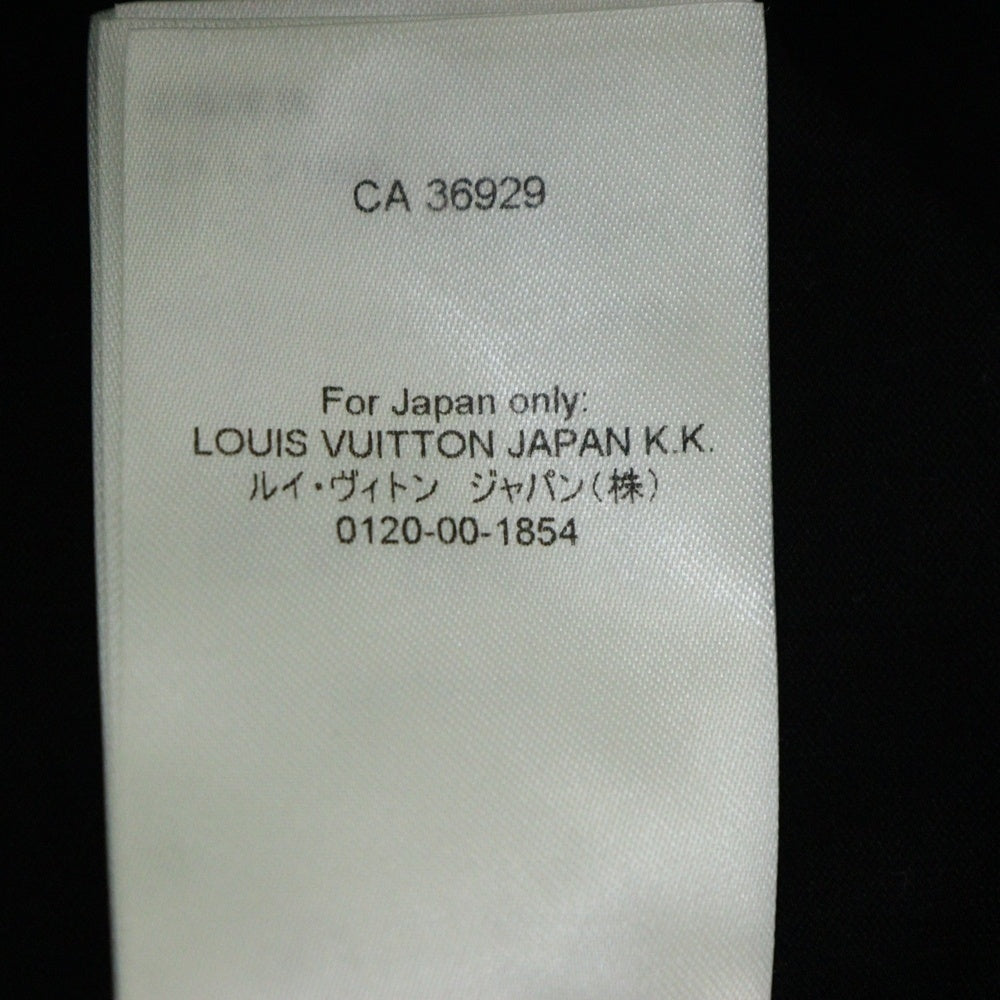 CA 36929
For Japan only:
LOUIS VUITTON JAPAN K.K.
ルイ・ヴィトン　ジャパン(株)
0120-00-1854